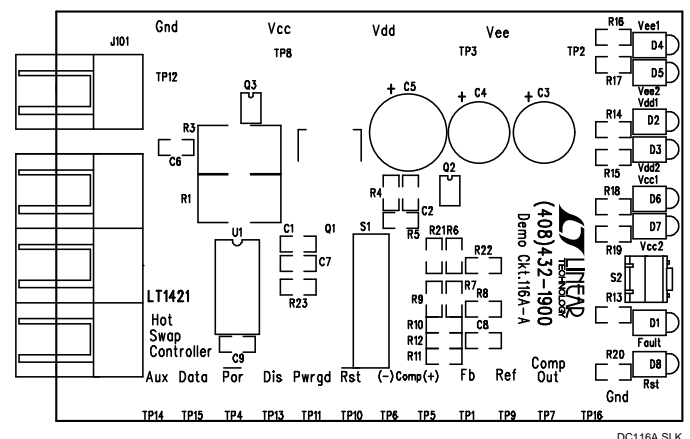 Gnd Vcc Vdd Vee
J101
TP12 TP8 TP3 TP2
R16 Vee1
D4
R17 D5
Vee2
Q3
C5 C4 C3
+ + +
R14 Vdd1
D2
R3
C6
D3
R15 Vdd2
R4 Q2
R1
R18 Vcc1
D6
C2
R5
U1 C1 Q1 S1
R21 R6
D7
R19 Vcc2
C7
R22
(408)432-1900
Demo Ckt.116A-A
LINEAR
TECHNOLOGY
S2
LT1421
R23
R9 R7
R8
R13
Hot
Swap
Controller
R10
R12 C8
R11
D1
Fault
C9
R20 D8
Rst
Aux Data Por Dis Pwrgd Rst (-)Comp(+) Fb Ref Comp
Out
Gnd
TP14 TP15 TP4 TP13 TP11 TP10 TP6 TP5 TP1 TP9 TP7 TP16
DC116A SLK